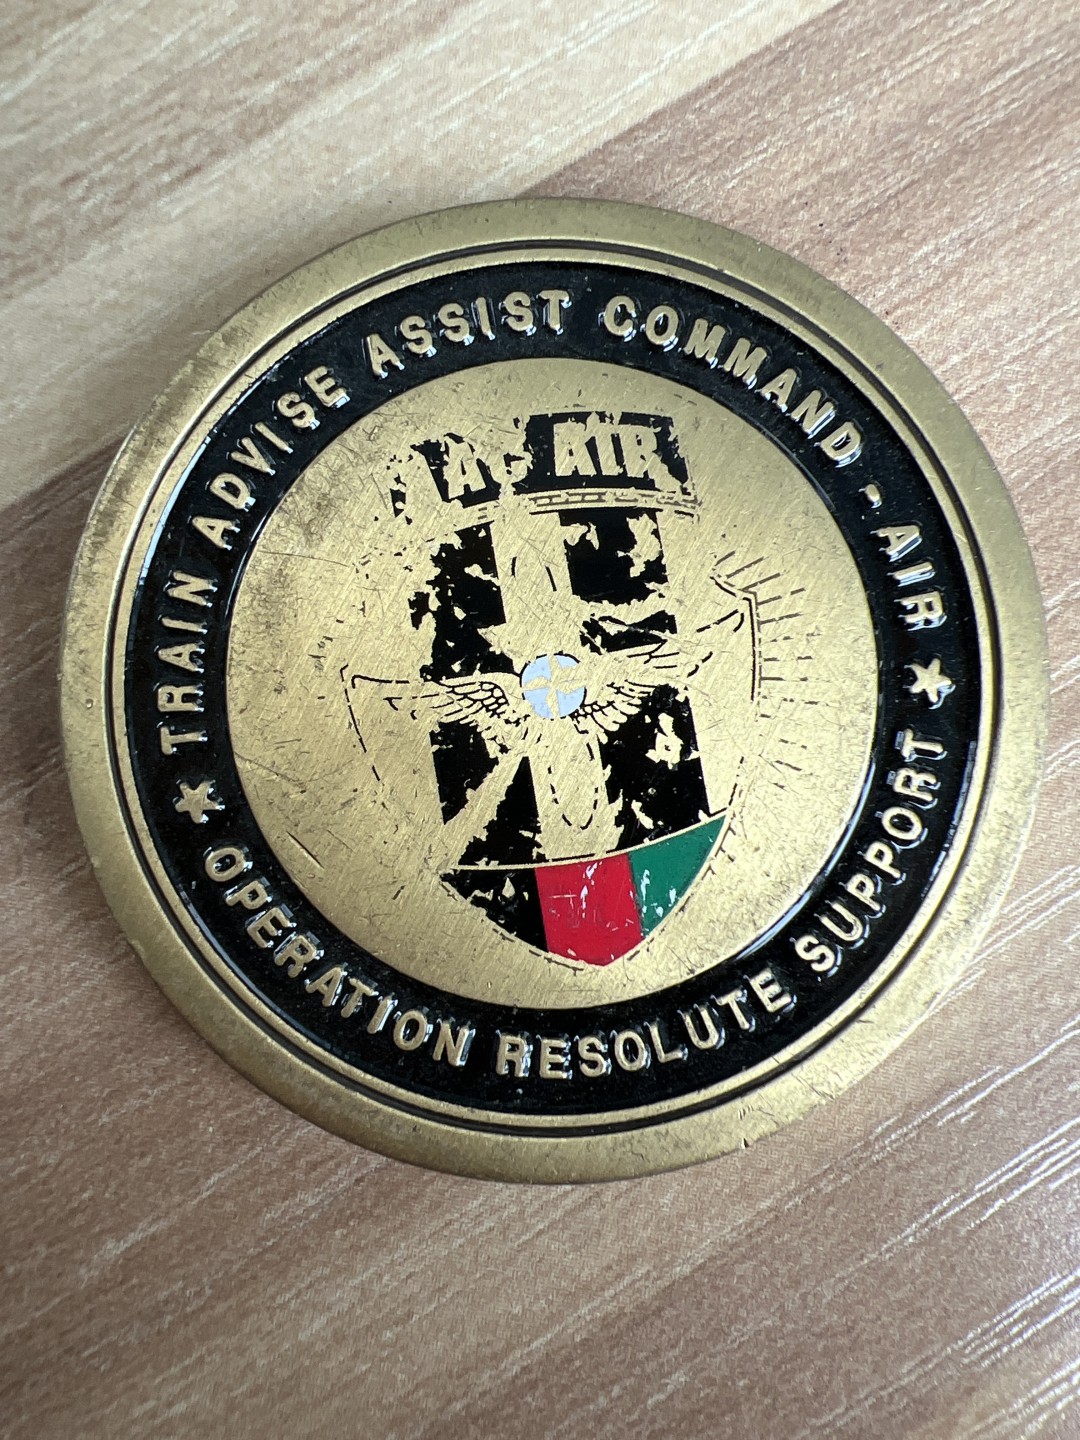 TRAIN ADVISE ASSIST COMMAND - AIR
AIR
OPERATION RESOLUTE SUPPORT